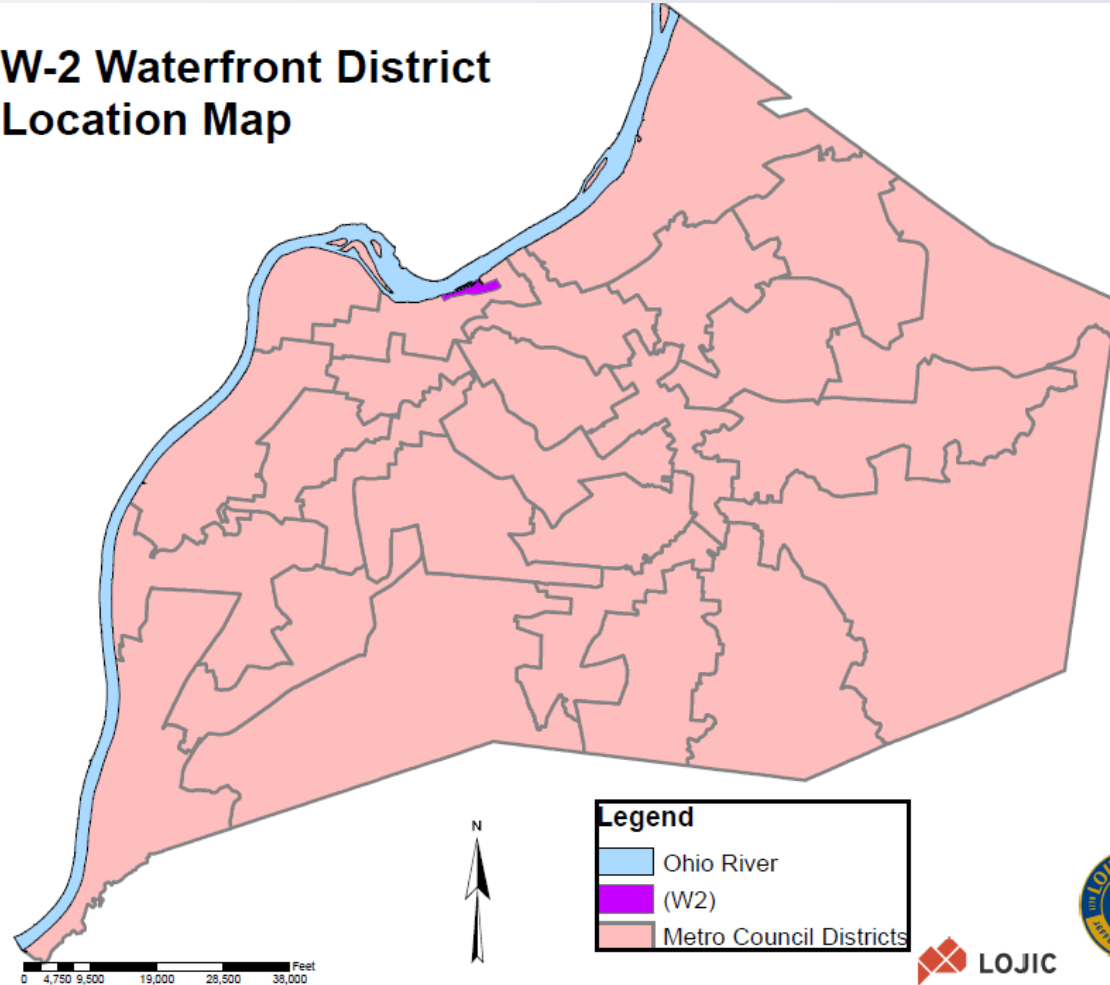 W-2 Waterfront District
Location Map
N
Legend
Ohio River
(W2)
Metro Council Districts
Feet
0 4,750 9,500 19,000 28,500 38,000
LOJIC